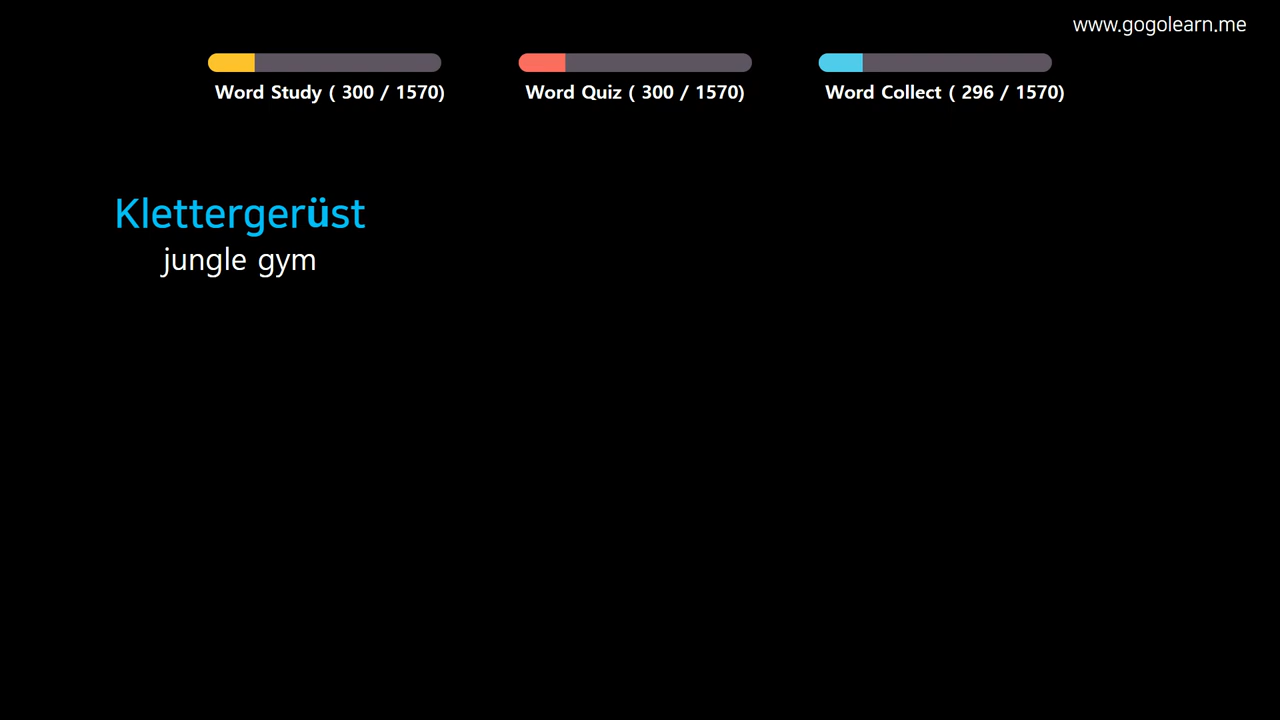 www.gogolearn.me
Word Study ( 300 / 1570)
Word Quiz ( 300 / 1570)
Word Collect ( 296 / 1570)
Klettergerüst
jungle gym